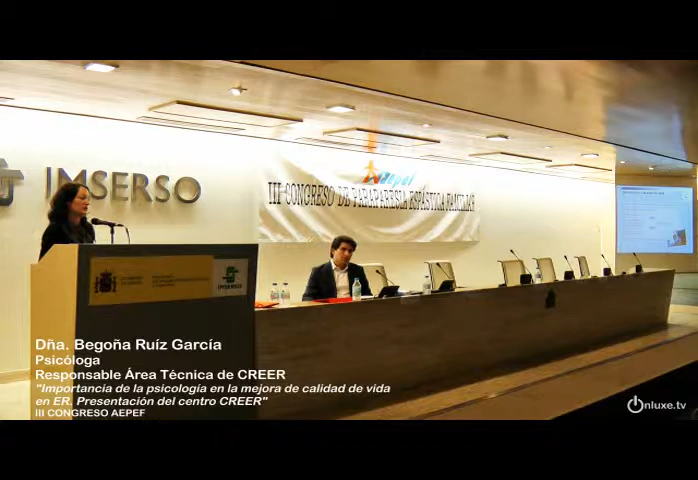 IMSERSO
aepef
III CONGRESO DE PARAPARESIA ESPÁSTICA FAMILIAR
IMSERSO
Dña. Begoña Ruíz García
Psicóloga
Responsable Área Técnica de CREER
"Importancia de la psicología en la mejora de calidad de vida
en ER. Presentación del centro CREER"
III CONGRESO AEPEF
Onluxe.tv